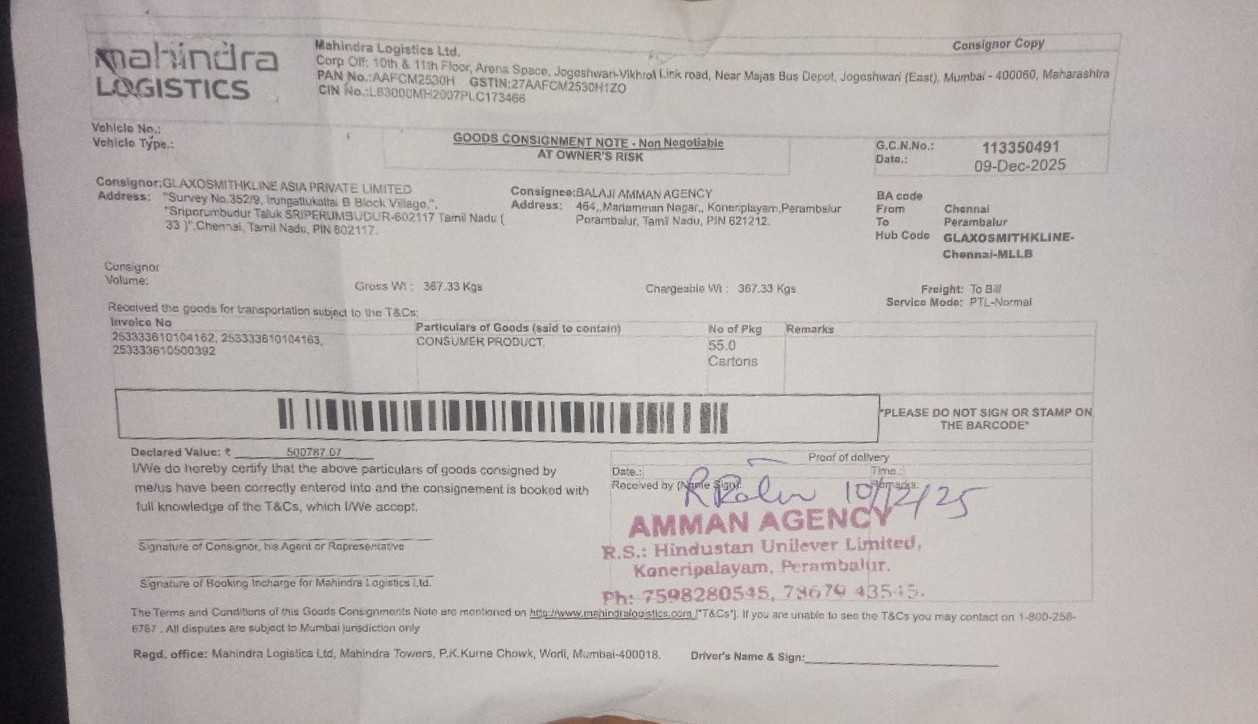 mahindra
LOGISTICS
Mahindra Logistics Ltd.
Corp Off: 10th & 11th Floor, Arena Space, Jogeshwari-Vikhroli Link road, Near Majas Bus Depot, Jogeshwari (East), Mumbai - 400060, Maharashtra
PAN No.:AAFCM2530H GSTIN:27AAFCM2530H1ZO
CIN No.:L63000MH2007PLC173466
Consignor Copy
Vehicle No.:
Vehicle Type.:
GOODS CONSIGNMENT NOTE - Non Negotiable
AT OWNER'S RISK
G.C.N.No.: 113350491
Date.: 09-Dec-2025
Consignor:GLAXOSMITHKLINE ASIA PRIVATE LIMITED
Address: "Survey No.352/9, Irungattukottai B Block Village,",
"Sriperumbudur Taluk SRIPERUMBUDUR-602117 Tamil Nadu (
33 )",Chennai, Tamil Nadu, PIN 602117.
Consignee:BALAJI AMMAN AGENCY
Address: 464,,Mariamman Nagar,, Koneriplayam,Perambalur
Perambalur, Tamil Nadu, PIN 621212.
BA code
From Chennai
To Perambalur
Hub Code GLAXOSMITHKLINE-
Chennai-MLLB
Consignor
Volume:
Gross Wt : 367.33 Kgs
Chargeable Wt : 367.33 Kgs
Freight: To Bill
Service Mode: PTL-Normal
Received the goods for transportation subject to the T&Cs:
Invoice No Particulars of Goods (said to contain) No of Pkg Remarks
253333610104162, 253333610104163, CONSUMER PRODUCT, 55.0
253333610500392 Cartons
*PLEASE DO NOT SIGN OR STAMP ON
THE BARCODE*
Declared Value: ₹ 500787.07
I/We do hereby certify that the above particulars of goods consigned by
me/us have been correctly entered into and the consignement is booked with
full knowledge of the T&Cs, which I/We accept.
Signature of Consignor, his Agent or Representative
Signature of Booking Incharge for Mahindra Logistics Ltd.
Proof of delivery
Date.: Time.:
Received by (Name Sign): Remarks:
10/12/25
AMMAN AGENCY
R.S.: Hindustan Unilever Limited,
Koneripalayam, Perambalur.
Ph: 7598280545, 78670 43545.
The Terms and Conditions of this Goods Consignments Note are mentioned on http://www.mahindralogistics.com ["T&Cs"]. If you are unable to see the T&Cs you may contact on 1-800-258-
6787 . All disputes are subject to Mumbai jurisdiction only
Regd. office: Mahindra Logistics Ltd, Mahindra Towers, P.K.Kurne Chowk, Worli, Mumbai-400018.
Driver's Name & Sign: